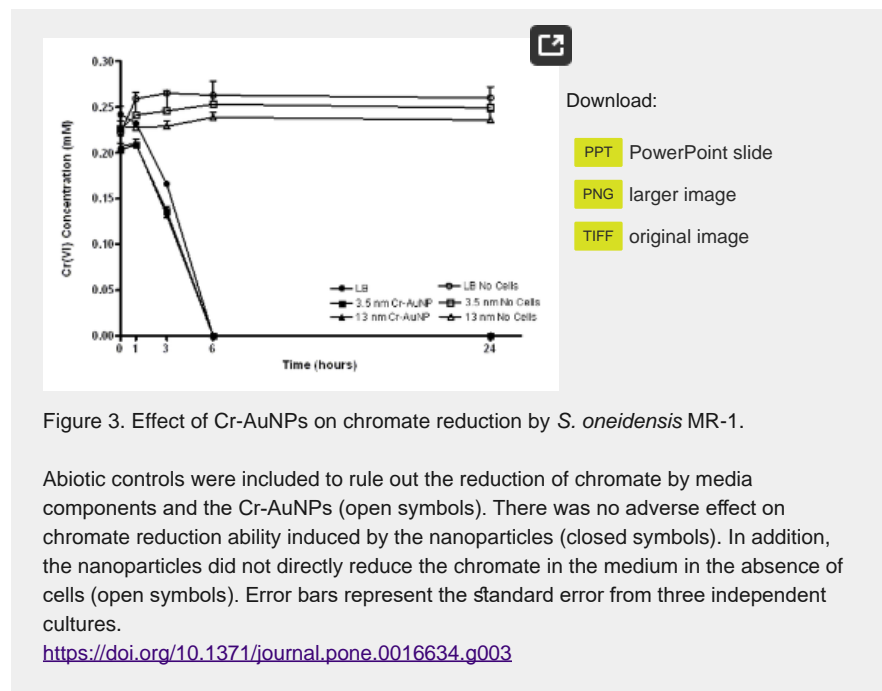 0.30
0.25
0.20
0.15
0.10
0.05
0.00
Cr(VI) Concentration (mM)
0 1 3 6 24
Time (hours)
LB
3.5 nm Cr-AuNP
13 nm Cr-AuNP
LB No Cells
3.5 nm No Cells
13 nm No Cells
Download:
PPT PowerPoint slide
PNG larger image
TIFF original image
Figure 3. Effect of Cr-AuNPs on chromate reduction by S. oneidensis MR-1.
Abiotic controls were included to rule out the reduction of chromate by media
components and the Cr-AuNPs (open symbols). There was no adverse effect on
chromate reduction ability induced by the nanoparticles (closed symbols). In addition,
the nanoparticles did not directly reduce the chromate in the medium in the absence of
cells (open symbols). Error bars represent the standard error from three independent
cultures.
https://doi.org/10.1371/journal.pone.0016634.g003